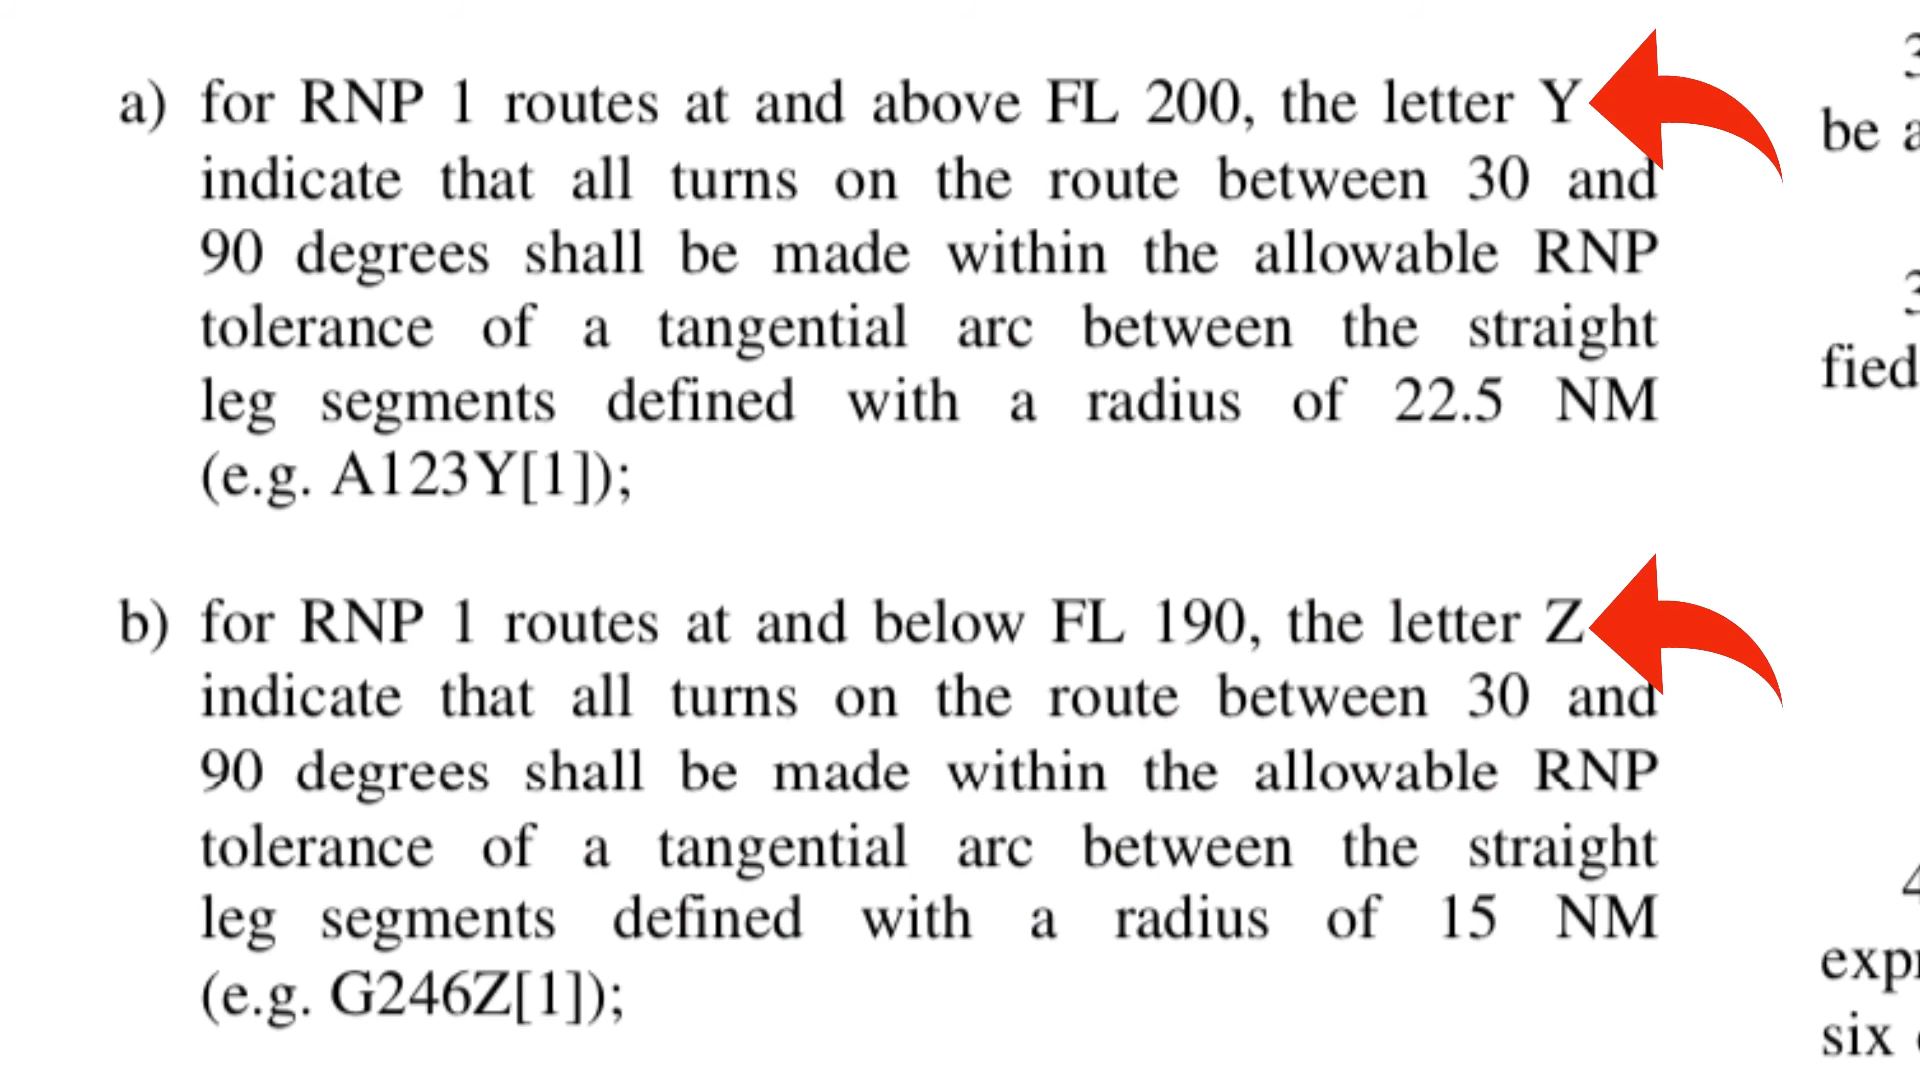 a) for RNP 1 routes at and above FL 200, the letter Y
indicate that all turns on the route between 30 and
90 degrees shall be made within the allowable RNP
tolerance of a tangential arc between the straight
leg segments defined with a radius of 22.5 NM
(e.g. A123Y[1]);
b) for RNP 1 routes at and below FL 190, the letter Z
indicate that all turns on the route between 30 and
90 degrees shall be made within the allowable RNP
tolerance of a tangential arc between the straight
leg segments defined with a radius of 15 NM
(e.g. G246Z[1]);
be
fied
six